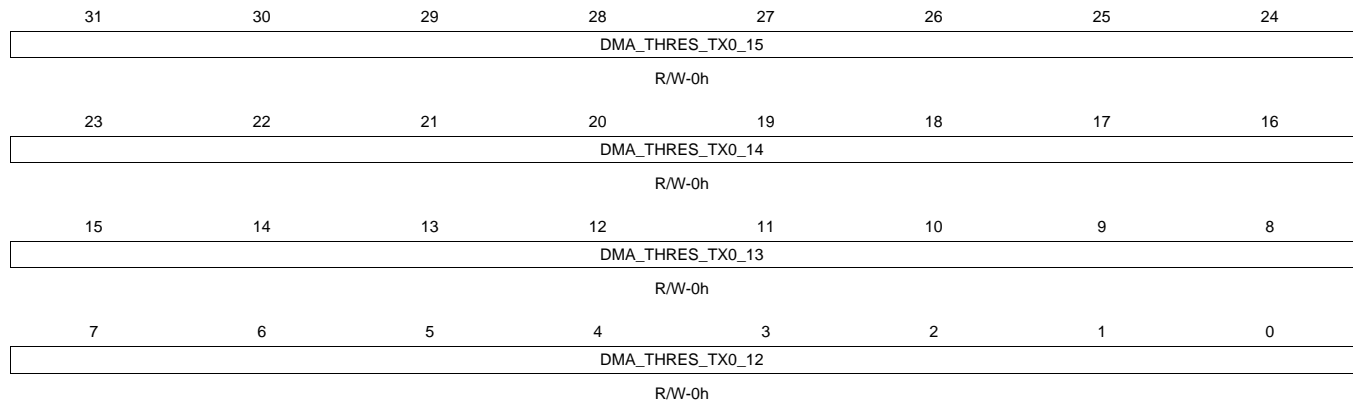 31 30 29 28 27 26 25 24
DMA_THRES_TX0_15
R/W-0h
23 22 21 20 19 18 17 16
DMA_THRES_TX0_14
R/W-0h
15 14 13 12 11 10 9 8
DMA_THRES_TX0_13
R/W-0h
7 6 5 4 3 2 1 0
DMA_THRES_TX0_12
R/W-0h